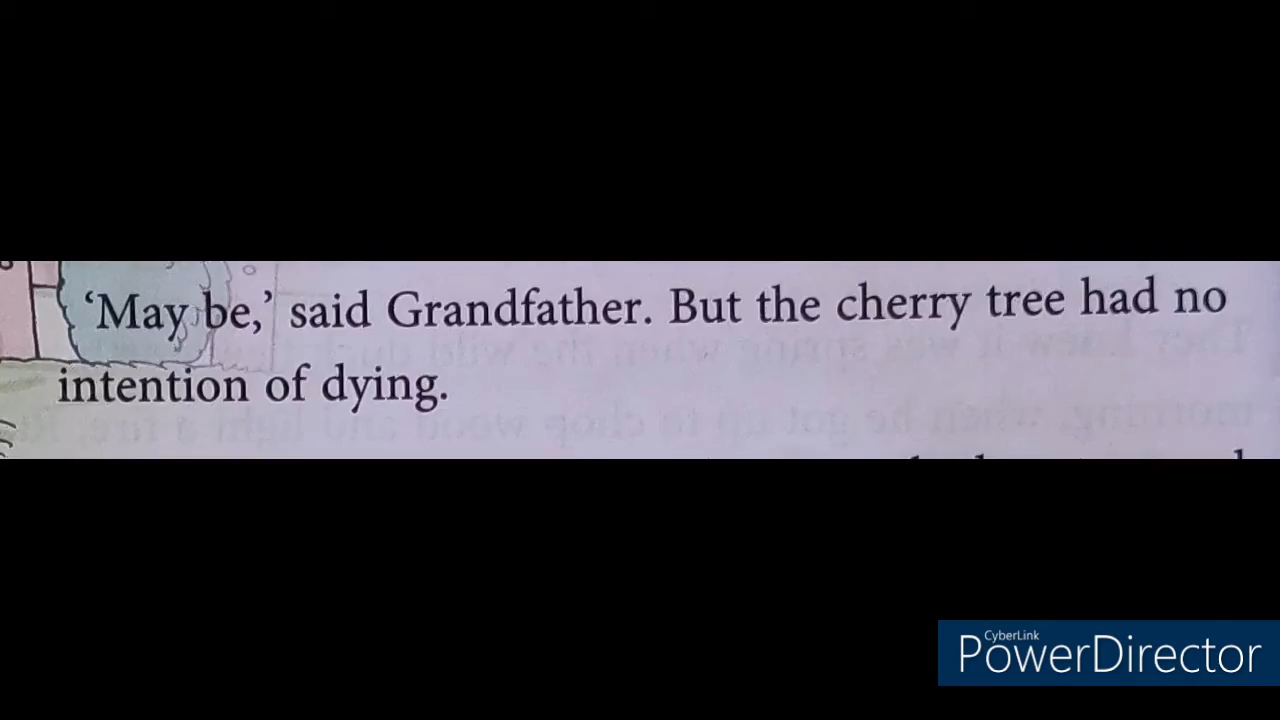 ‘May be,’ said Grandfather. But the cherry tree had no
intention of dying.
CyberLink
PowerDirector